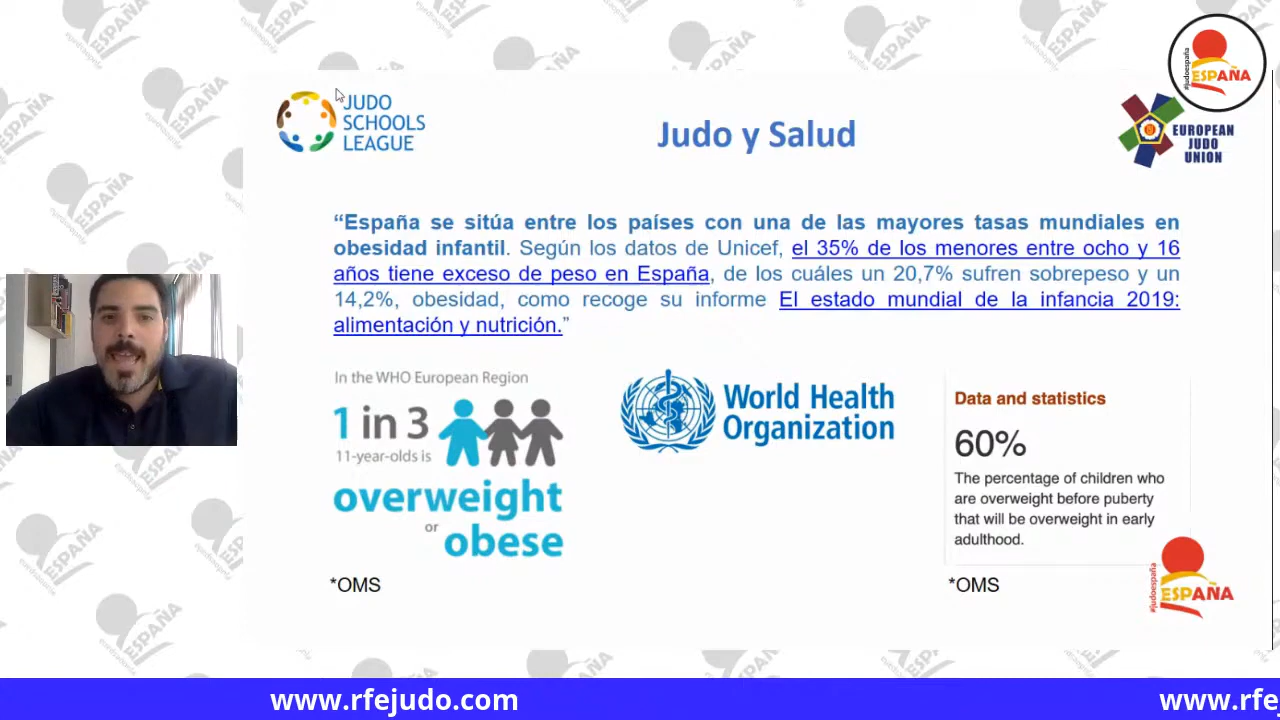 JUDO
SCHOOLS
LEAGUE
Judo y Salud
#judoespaña
ESPAÑA
EUROPEAN
JUDO
UNION
“España se sitúa entre los países con una de las mayores tasas mundiales en
obesidad infantil. Según los datos de Unicef, el 35% de los menores entre ocho y 16
años tiene exceso de peso en España, de los cuáles un 20,7% sufren sobrepeso y un
14,2%, obesidad, como recoge su informe El estado mundial de la infancia 2019:
alimentación y nutrición.”
In the WHO European Region
1 in 3
11-year-olds is
overweight
or
obese
*OMS
World Health
Organization
Data and statistics
60%
The percentage of children who
are overweight before puberty
that will be overweight in early
adulthood.
*OMS
#judoespaña
ESPAÑA
www.rfejudo.com
www.rfe